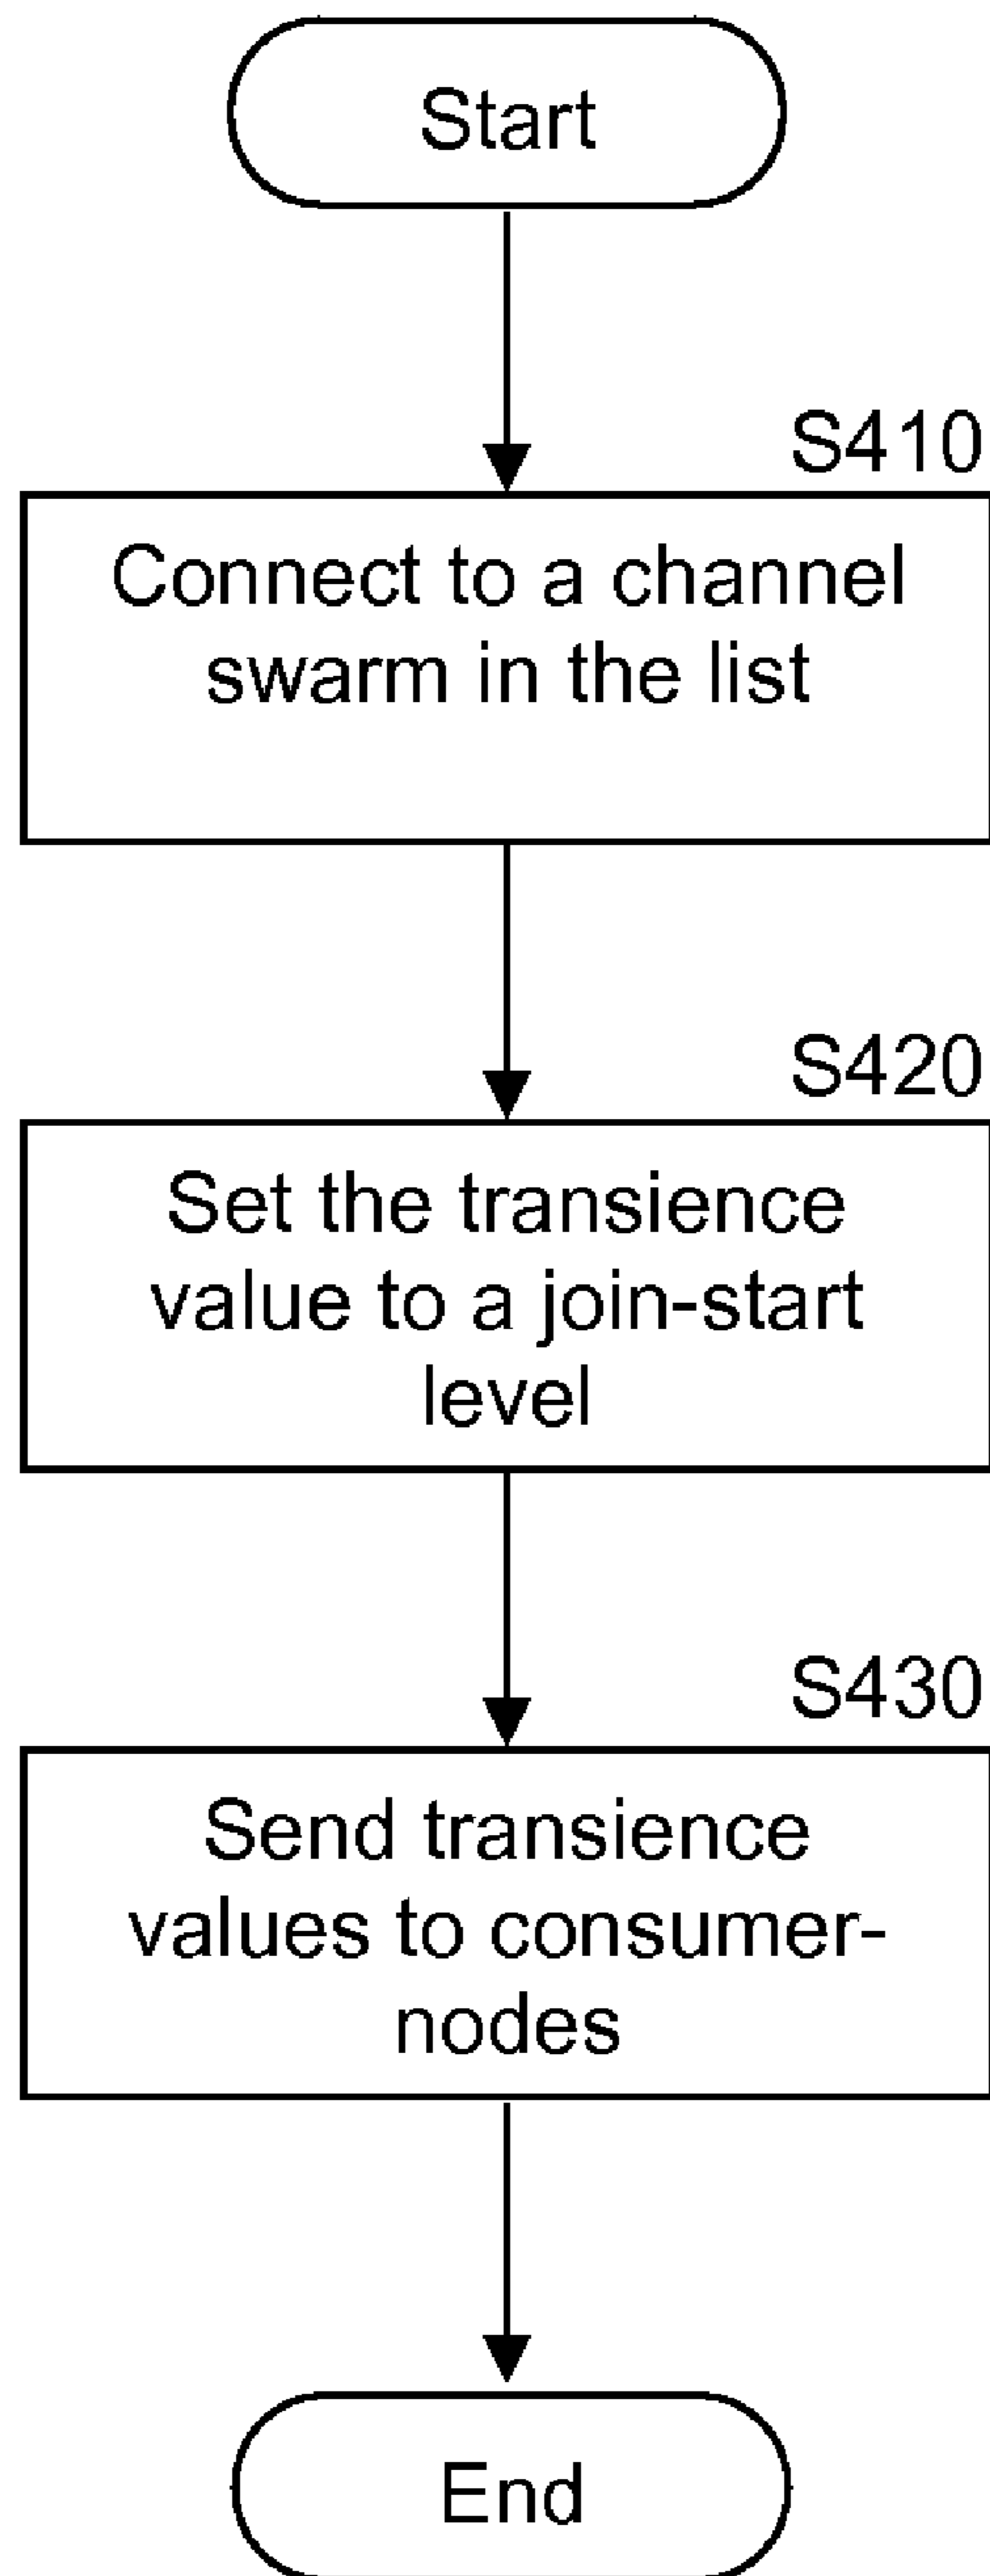 Start
S410
Connect to a channel
swarm in the list
S420
Set the transience
value to a join-start
level
S430
Send transience
values to consumer-
nodes
End